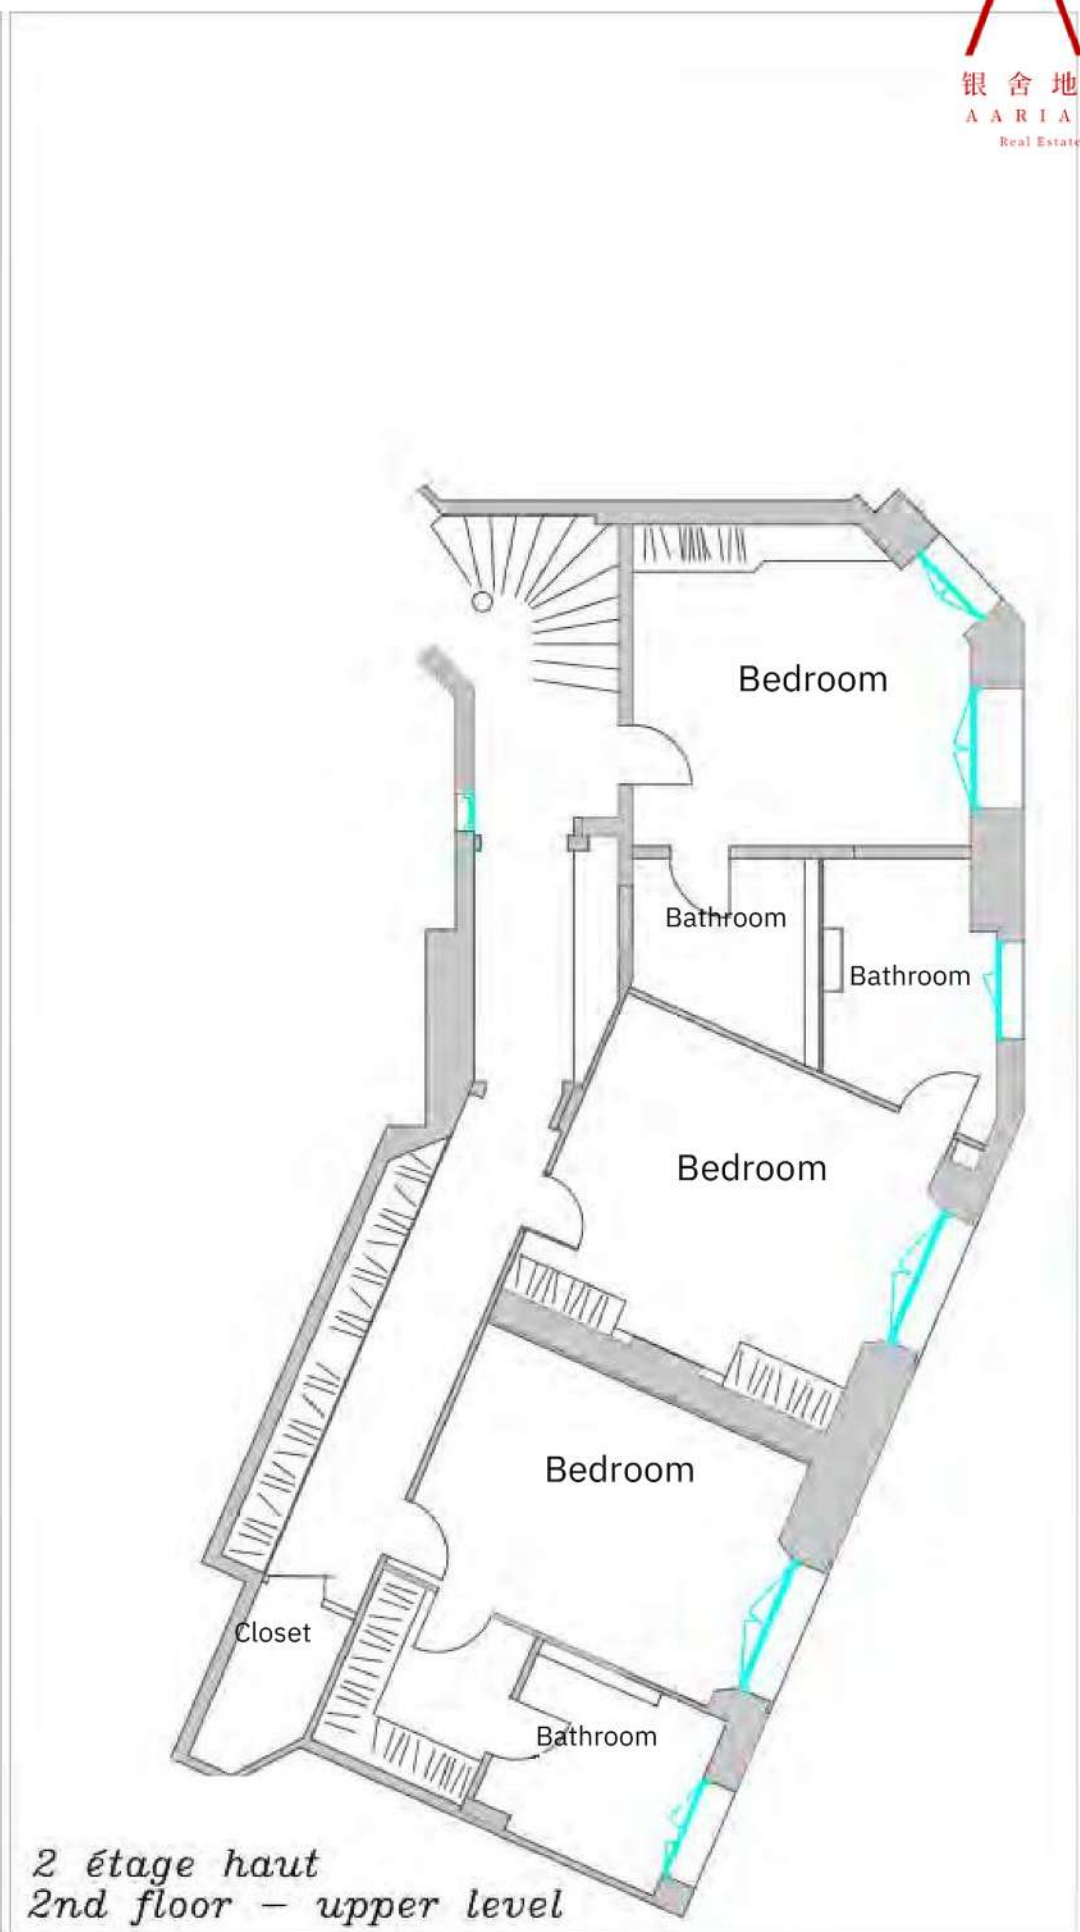 银舍地
AARIA
Real Estate
Bedroom
Bathroom
Bathroom
Bedroom
Bedroom
Closet
Bathroom
2 étage haut
2nd floor – upper level